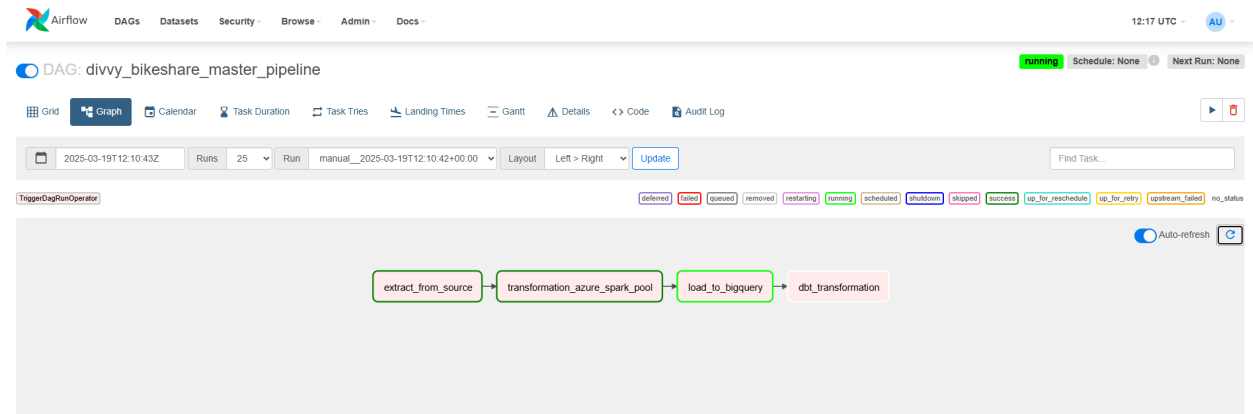 Airflow DAGs Datasets Security Browse Admin Docs 12:17 UTC AU
DAG: divvy_bikeshare_master_pipeline running Schedule: None Next Run: None
Grid Graph Calendar Task Duration Task Tries Landing Times Gantt Details Code Audit Log
2025-03-19T12:10:43Z Runs 25 Run manual__2025-03-19T12:10:42+00:00 Layout Left > Right Update Find Task...
TriggerDagRunOperator deferred failed queued removed restarting running scheduled shutdown skipped success up_for_reschedule up_for_retry upstream_failed no_status
Auto-refresh
extract_from_source transformation_azure_spark_pool load_to_bigquery dbt_transformation